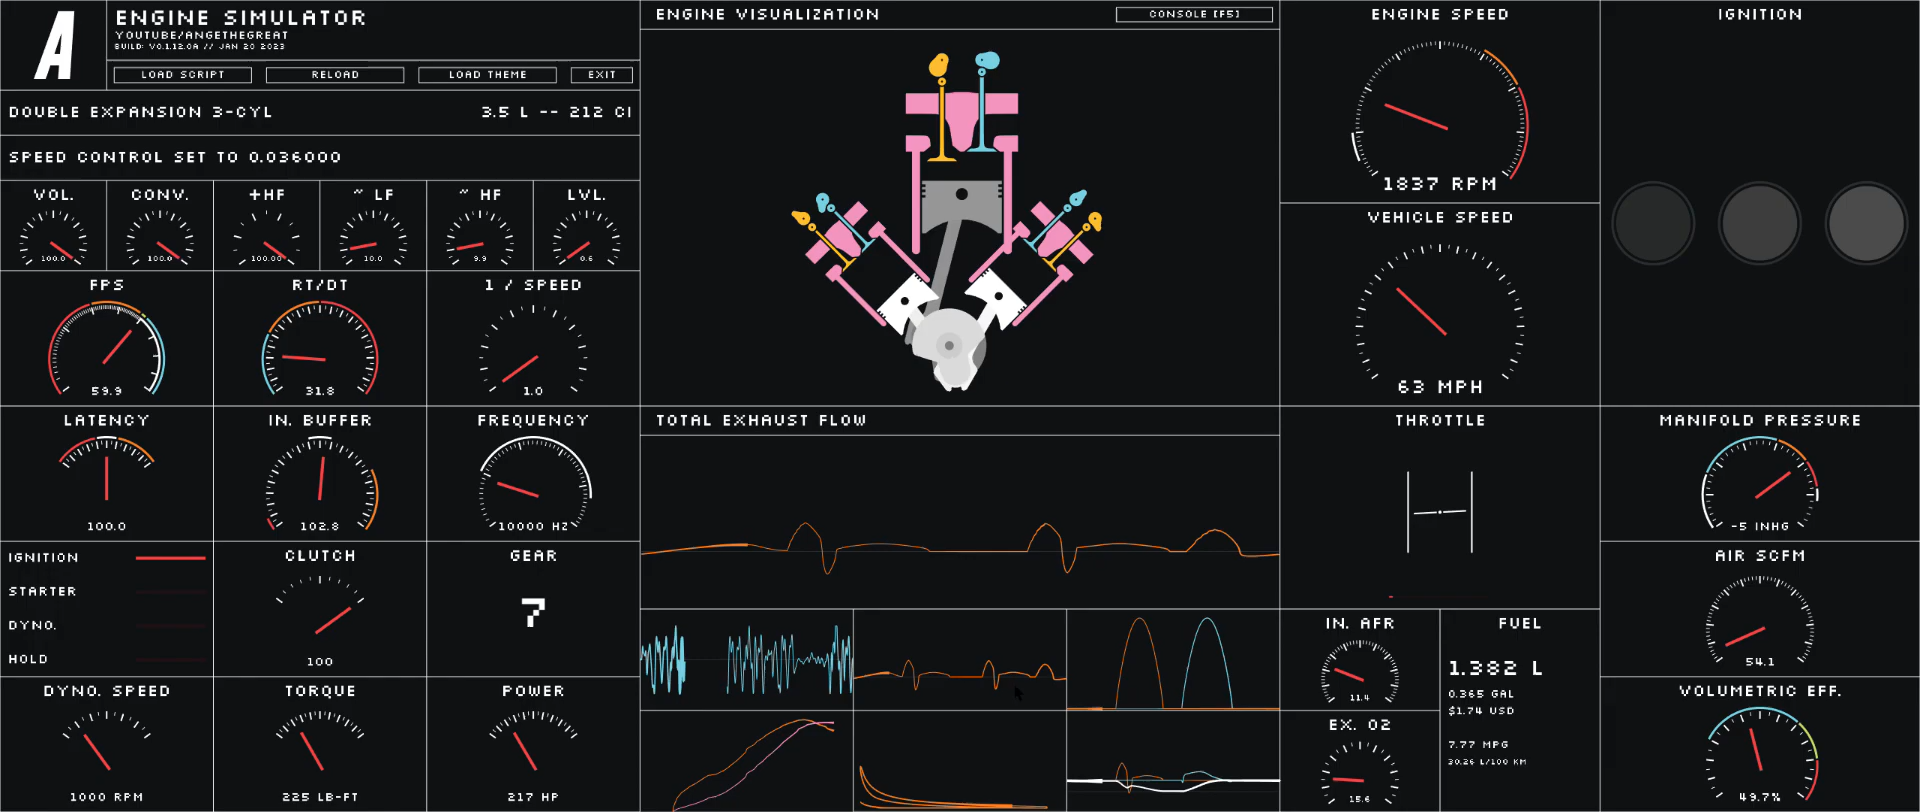 A
ENGINE SIMULATOR
YOUTUBE/ANGETHEGREAT
BUILD: V0.1.12.0A // JAN 20 2023
LOAD SCRIPT
RELOAD
LOAD THEME
EXIT
DOUBLE EXPANSION 3-CYL
3.5 L -- 212 CI
SPEED CONTROL SET TO 0.036000
VOL.
CONV.
+HF
~ LF
~ HF
LVL.
100.0
100.0
100.00
10.0
9.9
0.6
FPS
RT/DT
1 / SPEED
59.9
31.8
1.0
LATENCY
IN. BUFFER
FREQUENCY
100.0
102.8
10000 HZ
IGNITION
STARTER
DYNO.
HOLD
CLUTCH
100
GEAR
7
DYNO. SPEED
TORQUE
POWER
1000 RPM
225 LB-FT
217 HP
ENGINE VISUALIZATION
CONSOLE [F5]
TOTAL EXHAUST FLOW
ENGINE SPEED
1837 RPM
VEHICLE SPEED
63 MPH
THROTTLE
IN. AFR
11.4
EX. O2
15.6
FUEL
1.382 L
0.365 GAL
$1.74 USD
7.77 MPG
30.26 L/100 KM
IGNITION
MANIFOLD PRESSURE
-5 INHG
AIR SCFM
54.1
VOLUMETRIC EFF.
49.7%